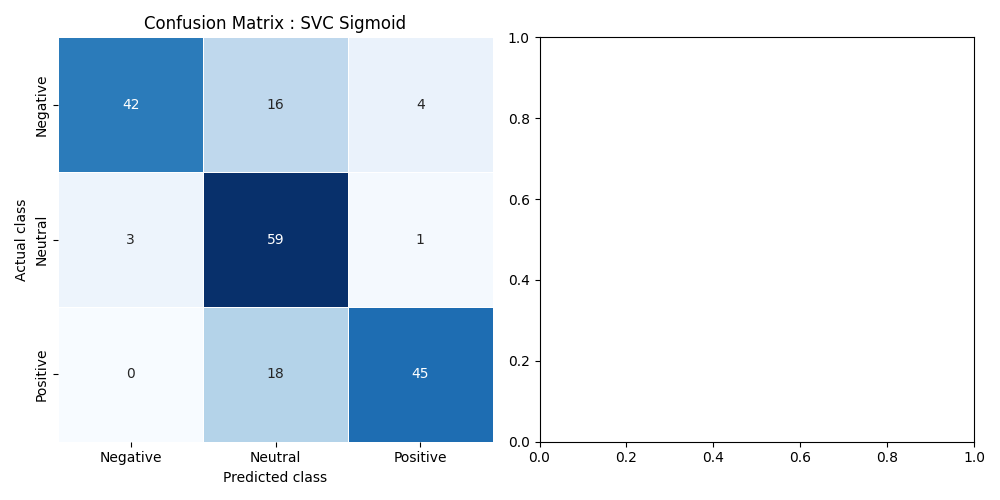 Confusion Matrix : SVC Sigmoid
Actual class
Negative
Neutral
Positive
42 16 4
3 59 1
0 18 45
Negative Neutral Positive
Predicted class
1.0
0.8
0.6
0.4
0.2
0.0
0.0 0.2 0.4 0.6 0.8 1.0